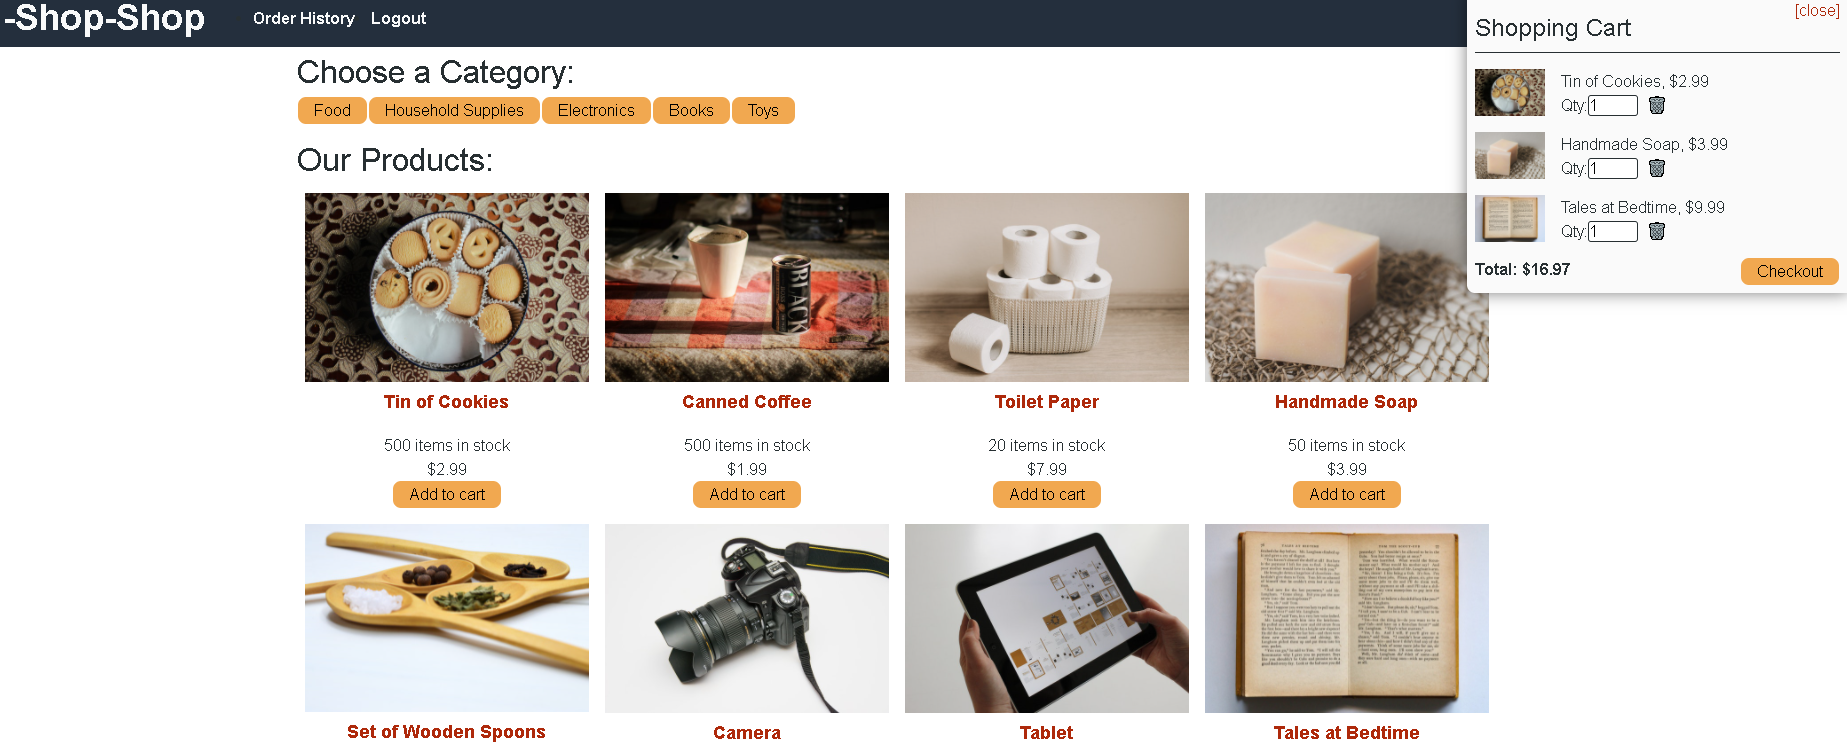 -Shop-Shop
Order History Logout
[close]
Shopping Cart
Tin of Cookies, $2.99
Qty:1
Handmade Soap, $3.99
Qty:1
Tales at Bedtime, $9.99
Qty:1
Total: $16.97 Checkout
Choose a Category:
Food Household Supplies Electronics Books Toys
Our Products:
BLACK
Tin of Cookies Canned Coffee Toilet Paper Handmade Soap
500 items in stock 500 items in stock 20 items in stock 50 items in stock
$2.99 $1.99 $7.99 $3.99
Add to cart Add to cart Add to cart Add to cart
Set of Wooden Spoons Camera Tablet Tales at Bedtime